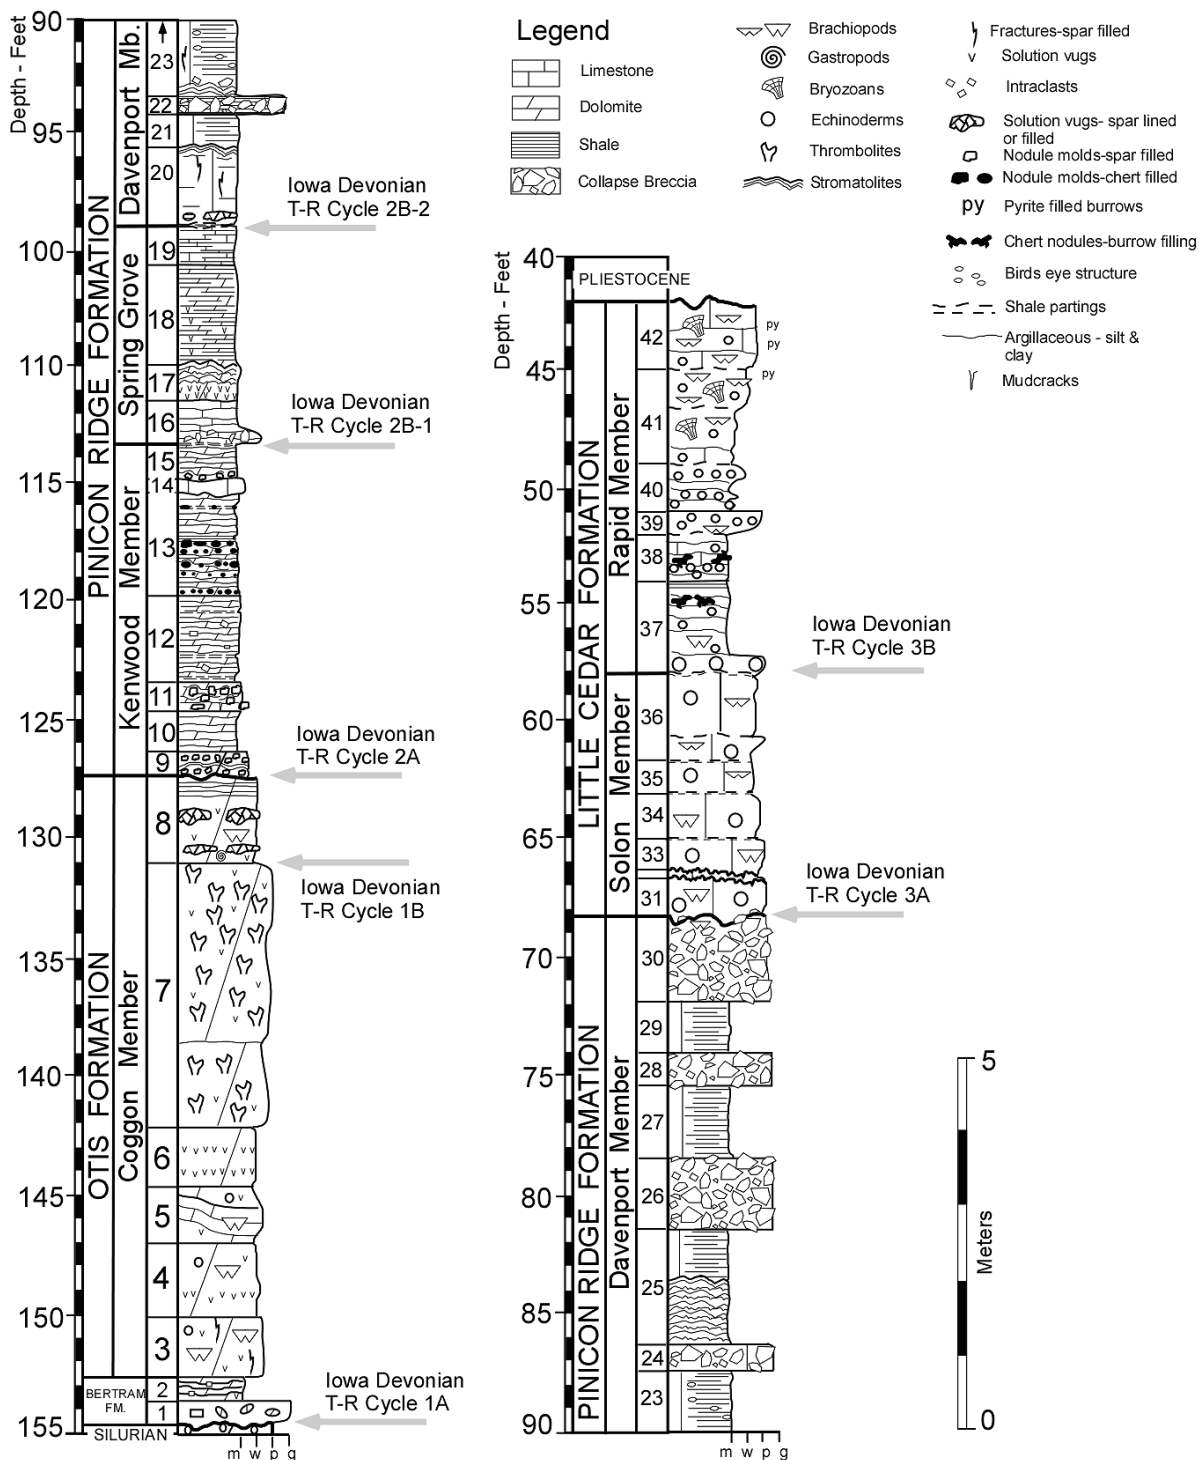 Depth - Feet
90
95
100
110
115
120
125
130
135
140
145
150
155
PINICON RIDGE FORMATION
OTIS FORMATION
BERTRAM
FM.
SILURIAN
Davenport Mb.
Spring Grove
Kenwood Member
Coggon Member
23
22
21
20
19
18
17
16
15
14
13
12
11
10
9
8
7
6
5
4
3
2
1
m w p g
Iowa Devonian
T-R Cycle 2B-2
Iowa Devonian
T-R Cycle 2B-1
Iowa Devonian
T-R Cycle 2A
Iowa Devonian
T-R Cycle 1B
Iowa Devonian
T-R Cycle 1A
Legend
Limestone
Dolomite
Shale
Collapse Breccia
Brachiopods
Gastropods
Bryozoans
Echinoderms
Thrombolites
Stromatolites
Fractures-spar filled
v Solution vugs
Intraclasts
Solution vugs- spar lined
or filled
Nodule molds-spar filled
Nodule molds-chert filled
py Pyrite filled burrows
Chert nodules-burrow filling
Birds eye structure
Shale partings
Argillaceous - silt &
clay
Mudcracks
Depth - Feet
40
45
50
55
60
65
70
75
80
85
90
PLIESTOCENE
LITTLE CEDAR FORMATION
PINICON RIDGE FORMATION
Rapid Member
Solon Member
Davenport Member
42
41
40
39
38
37
36
35
34
33
31
30
29
28
27
26
25
24
23
py
py
py
m w p g
Iowa Devonian
T-R Cycle 3B
Iowa Devonian
T-R Cycle 3A
5
0
Meters